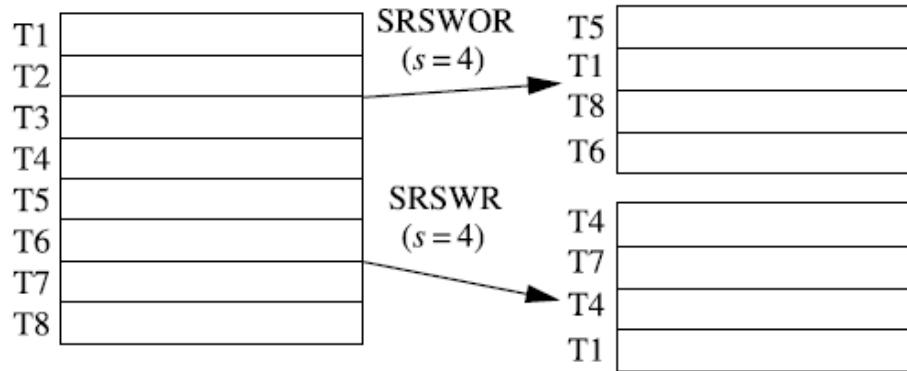 T1
T2
T3
T4
T5
T6
T7
T8
SRSWOR
(s = 4)
SRSWR
(s = 4)
T5
T1
T8
T6
T4
T7
T4
T1